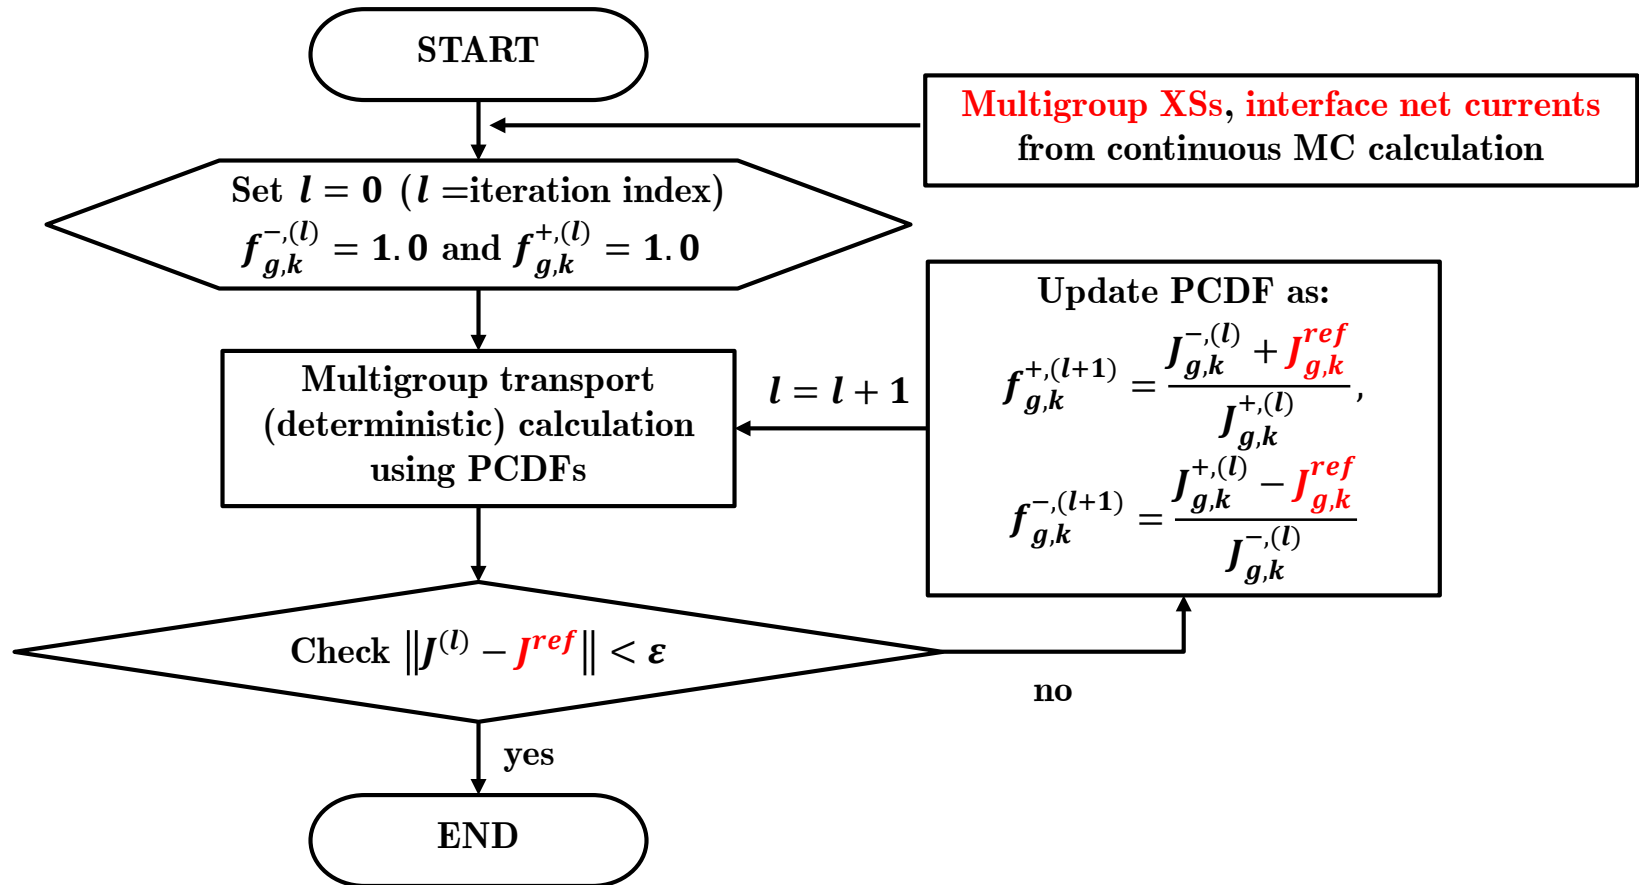 START
Multigroup XSs, interface net currents
from continuous MC calculation
Set l = 0 (l =iteration index)
f_{g,k}^{-,(l)} = 1.0 and f_{g,k}^{+,(l)} = 1.0
Multigroup transport
(deterministic) calculation
using PCDFs
l = l + 1
Update PCDF as:
f_{g,k}^{+,(l+1)} = \frac{J_{g,k}^{-,(l)} + J_{g,k}^{ref}}{J_{g,k}^{+,(l)}},
f_{g,k}^{-,(l+1)} = \frac{J_{g,k}^{+,(l)} - J_{g,k}^{ref}}{J_{g,k}^{-,(l)}}
Check ‖J^{(l)} − J^{ref}‖ < ε
no
yes
END